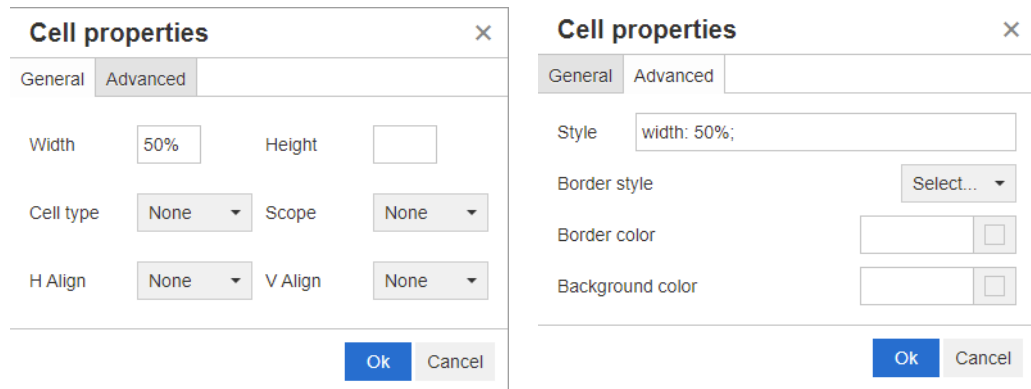 Cell properties ×
General Advanced
Width 50% Height
Cell type None Scope None
H Align None V Align None
Ok Cancel
Cell properties ×
General Advanced
Style width: 50%;
Border style Select...
Border color
Background color
Ok Cancel